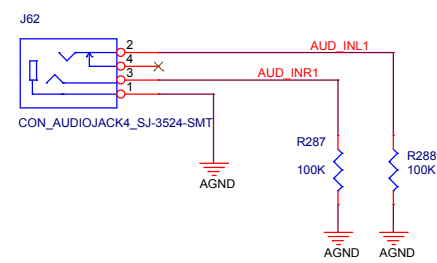 J62
2
AUD_INL1
4
3
AUD_INR1
1
CON_AUDIOJACK4_SJ-3524-SMT
R287
100K
R288
100K
AGND
AGND
AGND